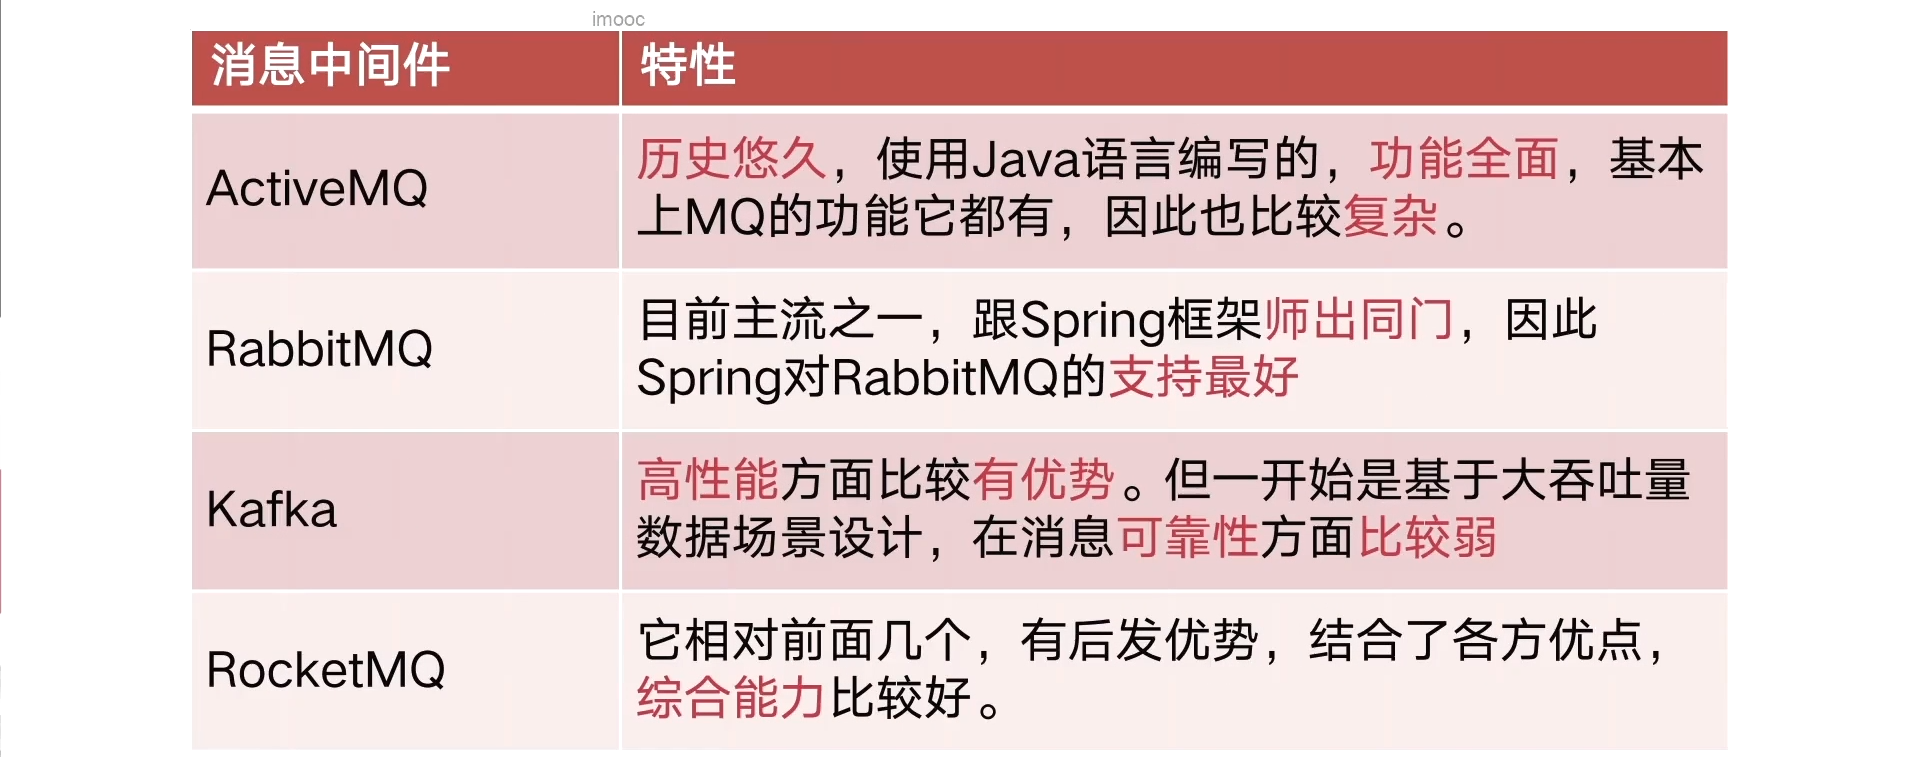 imooc
消息中间件
特性
ActiveMQ
历史悠久，使用Java语言编写的，功能全面，基本
上MQ的功能它都有，因此也比较复杂。
RabbitMQ
目前主流之一，跟Spring框架师出同门，因此
Spring对RabbitMQ的支持最好
Kafka
高性能方面比较有优势。但一开始是基于大吞吐量
数据场景设计，在消息可靠性方面比较弱
RocketMQ
它相对前面几个，有后发优势，结合了各方优点，
综合能力比较好。